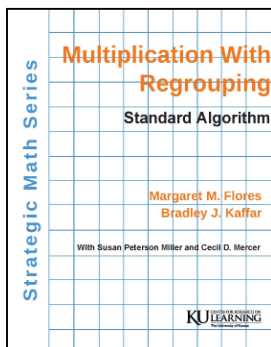 Multiplication With
Regrouping
Standard Algorithm
Strategic Math Series
Margaret M. Flores
Bradley J. Kaffar
With Susan Peterson Miller and Cecil D. Mercer
KU CENTER FOR RESEARCH ON
LEARNING
The University of Kansas